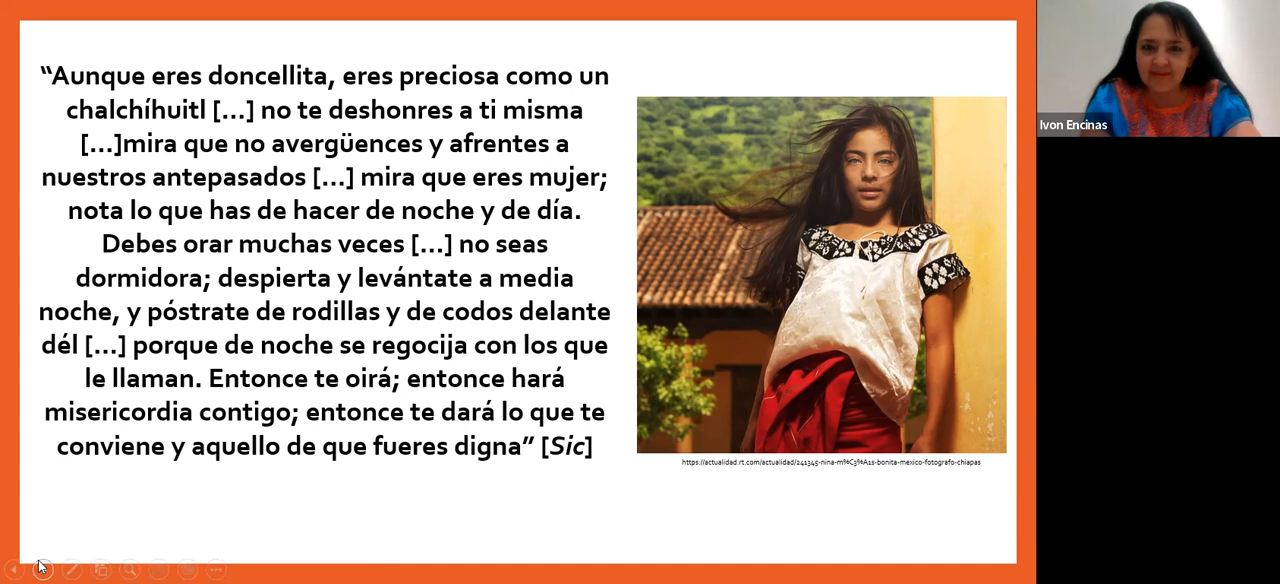 “Aunque eres doncellita, eres preciosa como un
chalchíhuitl [...] no te deshonres a ti misma
[...]mira que no avergüences y afrentes a
nuestros antepasados [...] mira que eres mujer;
nota lo que has de hacer de noche y de día.
Debes orar muchas veces [...] no seas
dormidora; despierta y levántate a media
noche, y póstrate de rodillas y de codos delante
dél [...] porque de noche se regocija con los que
le llaman. Entonce te oirá; entonce hará
misericordia contigo; entonce te dará lo que te
conviene y aquello de que fueres digna” [Sic]
https://actualidad.rt.com/actualidad/241345-nina-m%C3%A1s-bonita-mexico-fotografo-chiapas
Ivon Encinas